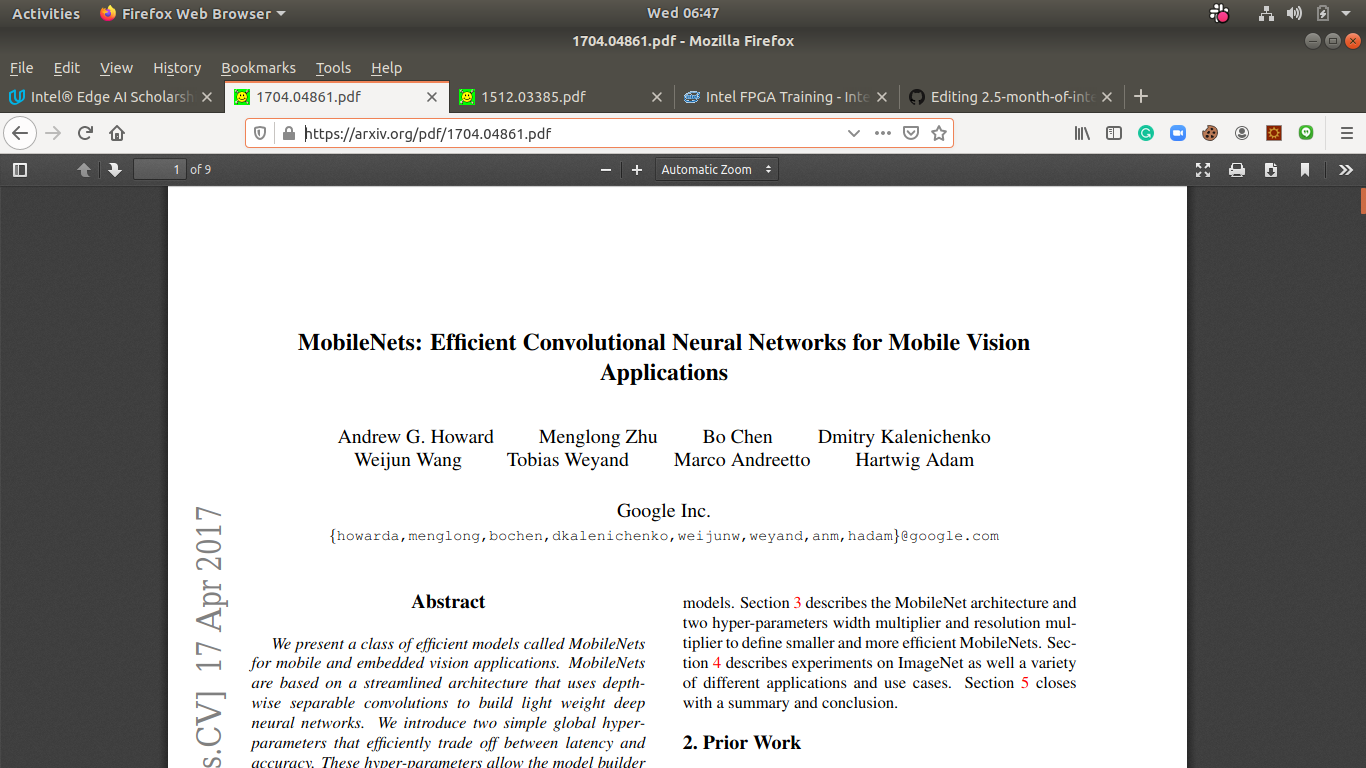 Activities Firefox Web Browser Wed 06:47
1704.04861.pdf - Mozilla Firefox
File Edit View History Bookmarks Tools Help
Intel® Edge AI Scholarsh 1704.04861.pdf 1512.03385.pdf Intel FPGA Training - Inte Editing 2.5-month-of-inte
https://arxiv.org/pdf/1704.04861.pdf
1 of 9 Automatic Zoom
MobileNets: Efficient Convolutional Neural Networks for Mobile Vision
Applications
Andrew G. Howard Menglong Zhu Bo Chen Dmitry Kalenichenko
Weijun Wang Tobias Weyand Marco Andreetto Hartwig Adam
Google Inc.
{howarda,menglong,bochen,dkalenichenko,weijunw,weyand,anm,hadam}@google.com
s.CV] 17 Apr 2017
Abstract
We present a class of efficient models called MobileNets
for mobile and embedded vision applications. MobileNets
are based on a streamlined architecture that uses depth-
wise separable convolutions to build light weight deep
neural networks. We introduce two simple global hyper-
parameters that efficiently trade off between latency and
accuracy. These hyper-parameters allow the model builder
models. Section 3 describes the MobileNet architecture and
two hyper-parameters width multiplier and resolution mul-
tiplier to define smaller and more efficient MobileNets. Sec-
tion 4 describes experiments on ImageNet as well a variety
of different applications and use cases. Section 5 closes
with a summary and conclusion.
2. Prior Work